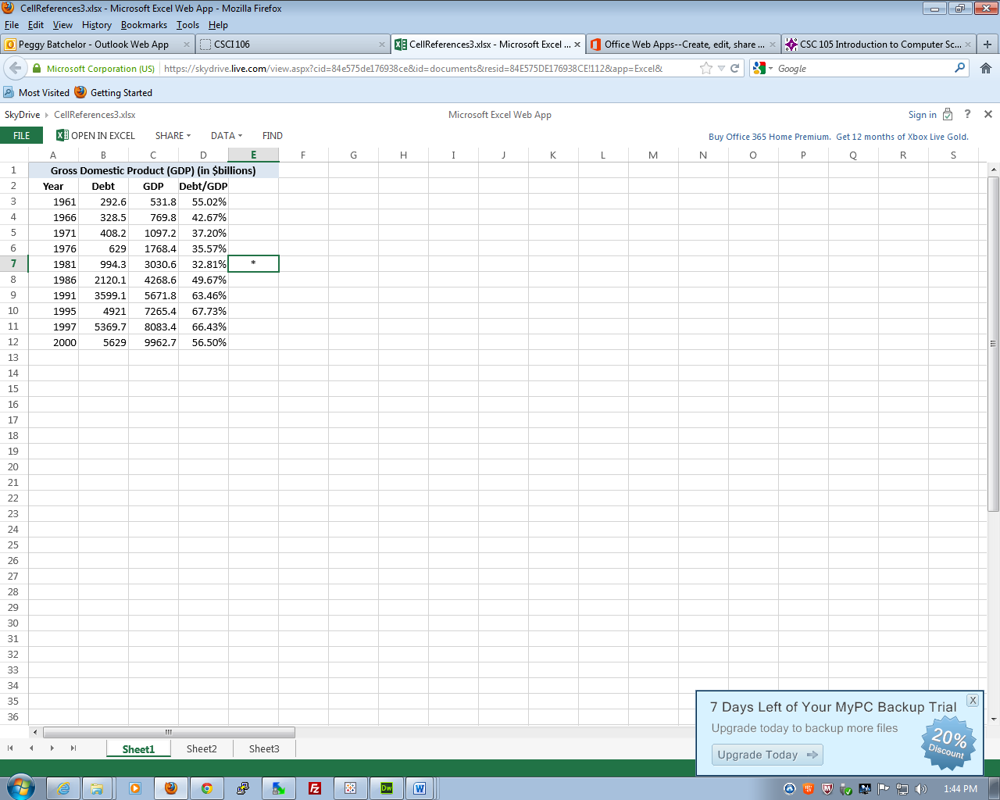 CellReferences3.xlsx - Microsoft Excel Web App - Mozilla Firefox
File Edit View History Bookmarks Tools Help
Peggy Batchelor - Outlook Web App × CSCI106 × CellReferences3.xlsx - Microsoft Excel ... × Office Web Apps--Create, edit, share ... × CSC 105 Introduction to Computer Sc... × +
Microsoft Corporation (US) https://skydrive.live.com/view.aspx?cid=84e575de176938ce&id=documents&resid=84E575DE176938CE!112&app=Excel& Google
Most Visited Getting Started
SkyDrive CellReferences3.xlsx Microsoft Excel Web App Sign in ? ×
FILE OPEN IN EXCEL SHARE DATA FIND Buy Office 365 Home Premium. Get 12 months of Xbox Live Gold.
A B C D E F G H I J K L M N O P Q R S
1 Gross Domestic Product (GDP) (in $billions)
2 Year Debt GDP Debt/GDP
3 1961 292.6 531.8 55.02%
4 1966 328.5 769.8 42.67%
5 1971 408.2 1097.2 37.20%
6 1976 629 1768.4 35.57%
7 1981 994.3 3030.6 32.81% *
8 1986 2120.1 4268.6 49.67%
9 1991 3599.1 5671.8 63.46%
10 1995 4921 7265.4 67.73%
11 1997 5369.7 8083.4 66.43%
12 2000 5629 9962.7 56.50%
13
14
15
16
17
18
19
20
21
22
23
24
25
26
27
28
29
30
31
32
33
34
35
36
7 Days Left of Your MyPC Backup Trial X
Upgrade today to backup more files
20% Discount
Upgrade Today
Sheet1 Sheet2 Sheet3
Fz Dw W 1:44 PM